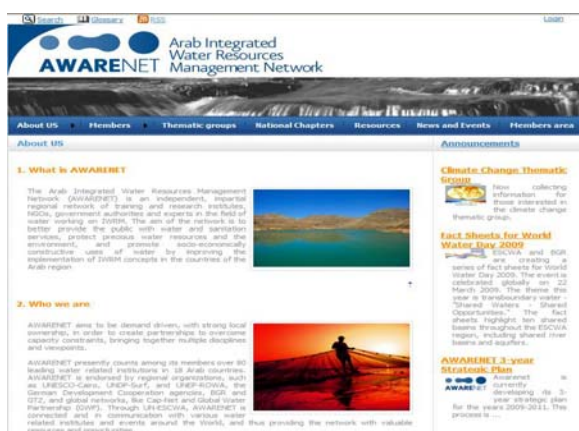 Search Glossary RSS
Login
AWARENET
Arab Integrated
Water Resources
Management Network
About US Members Thematic groups National Chapters Resources News and Events Members area
About US
Announcements
1. What is AWARENET
The Arab Integrated Water Resources Management
Network (AWARENET) is an independent, impartial
regional network of training and research institutes,
NGOs, government authorities and experts in the field of
water working on IWRM. The aim of the network is to
better provide the public with water and sanitation
services, protect precious water resources and the
environment, and promote socio-economically
constructive uses of water by improving the
implementation of IWRM concepts in the countries of the
Arab region
2. Who we are
AWARENET aims to be demand driven, with strong local
ownership, in order to create partnerships to overcome
capacity constraints, bringing together multiple disciplines
and viewpoints.
AWARENET presently counts among its members over 80
leading water related institutions in 18 Arab countries.
AWARENET is endorsed by regional organizations, such
as UNESCO-Cairo, UNDP-Surf, and UNEP-ROWA, the
German Development Cooperation agencies, BGR and
GTZ, and global networks, like Cap-Net and Global Water
Partnership (GWP). Through UN-ESCWA, AWARENET is
connected and in communication with various water
related institutes and events around the World, and thus providing the network with valuable
resources and opportunities.
Climate Change Thematic
Group
Now collecting
information for
those interested in
the climate change
thematic group.
Fact Sheets for World
Water Day 2009
ESCWA and BGR
are creating a
series of fact sheets for World
Water Day 2009. The event is
celebrated globally on 22
March 2009. The theme this
year is transboundary water -
"Shared Waters - Shared
Opportunities." The fact
sheets highlight ten shared
basins throughout the ESCWA
region, including shared river
basins and aquifers.
AWARENET 3-year
Strategic Plan
AWARENET
Awarenet is
currently
developing its 3-
year strategic plan
for the years 2009-2011. This
process is ...